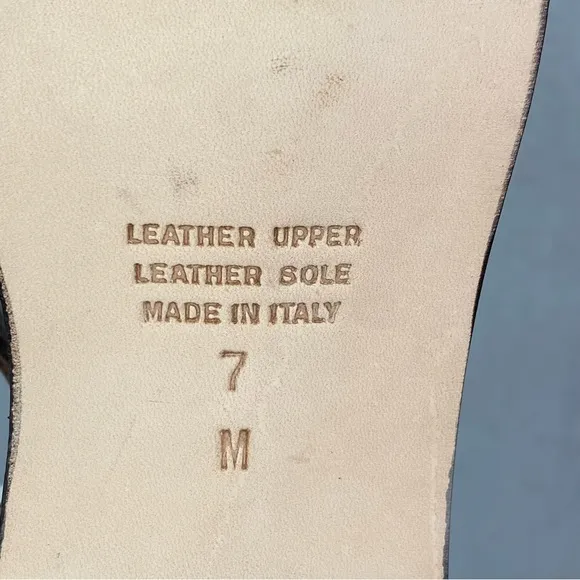 LEATHER UPPER
LEATHER SOLE
MADE IN ITALY
7
M